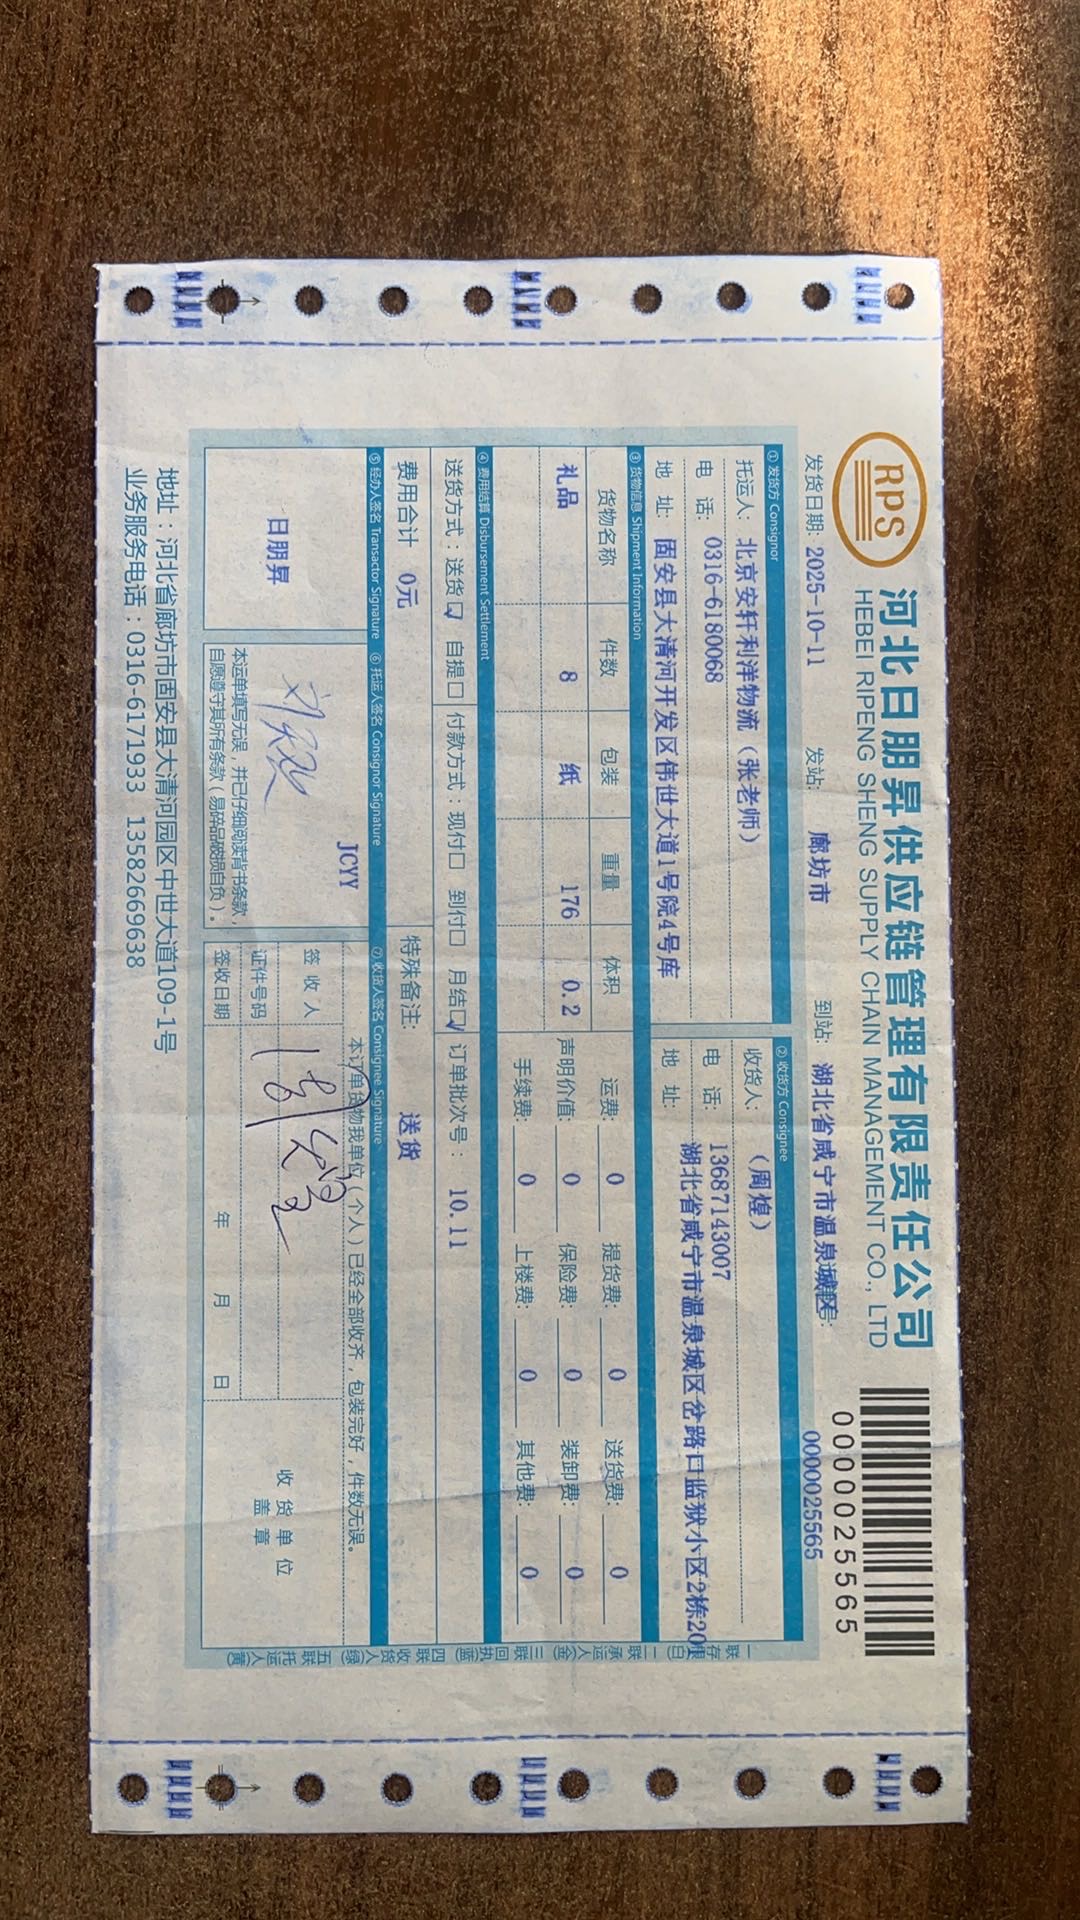 RPS
河北日朋昇供应链管理有限责任公司
HEBEI RIPENG SHENG SUPPLY CHAIN MANAGEMENT CO., LTD
0000025565
发货日期: 2025-10-11 发站: 廊坊市 到站: 湖北省咸宁市温泉城区号: 0000025565
① 发货方 Consignor
托运人: 北京安轩利洋物流（张老师）
电 话: 0316-6180068
地 址: 固安县大清河开发区伟世大道1号院4号库
② 收货方 Consignee
收货人: （周煌）
电 话: 13687143007
地 址: 湖北省咸宁市温泉城区岔路口监狱小区2栋20
③ 货物信息 Shipment Information
货物名称 件数 包装 重量 体积
礼品 8 纸 176 0.2
运费: 0 提货费: 0 送货费: 0
声明价值: 0 保险费: 0 装卸费: 0
手续费: 0 上楼费: 0 其他费: 0
④ 费用结算 Disbursement Settlement
送货方式：送货☑ 自提□ 付款方式：现付□ 到付□ 月结☑ 订单批次号： 10.11
费用合计 0元 特殊备注: 送货
⑤ 经办人签名 Transactor Signature ⑥ 托运人签名 Consignor Signature ⑦ 收货人签名 Consignee Signature
日朋昇
JCYY
本运单填写无误，并已仔细阅读背书条款，
自愿遵守其所有条款（易碎品破损自负）。
本订单货物我单位（个人）已经全部收齐，包装完好，件数无误。
签 收 人
证件号码
签收日期 年 月 日
收 货 单 位
盖 章
一联存根(白) 二联承运人(金) 三联回执(蓝) 四联收货人(绿) 五联托运人(黄)
地址：河北省廊坊市固安县大清河园区中世大道109-1号
业务服务电话：0316-6171933 13582669638